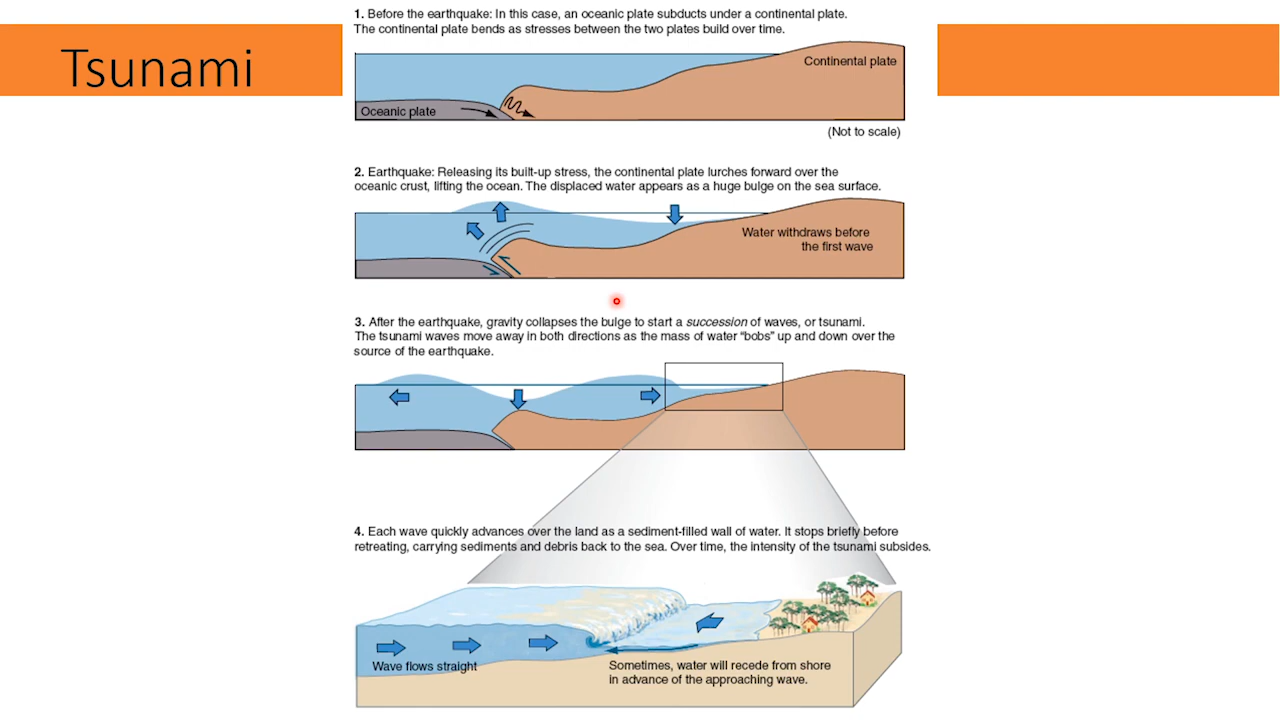 Tsunami
1. Before the earthquake: In this case, an oceanic plate subducts under a continental plate.
The continental plate bends as stresses between the two plates build over time.
Continental plate
Oceanic plate
(Not to scale)
2. Earthquake: Releasing its built-up stress, the continental plate lurches forward over the
oceanic crust, lifting the ocean. The displaced water appears as a huge bulge on the sea surface.
Water withdraws before
the first wave
3. After the earthquake, gravity collapses the bulge to start a succession of waves, or tsunami.
The tsunami waves move away in both directions as the mass of water “bobs” up and down over the
source of the earthquake.
4. Each wave quickly advances over the land as a sediment-filled wall of water. It stops briefly before
retreating, carrying sediments and debris back to the sea. Over time, the intensity of the tsunami subsides.
Wave flows straight
Sometimes, water will recede from shore
in advance of the approaching wave.